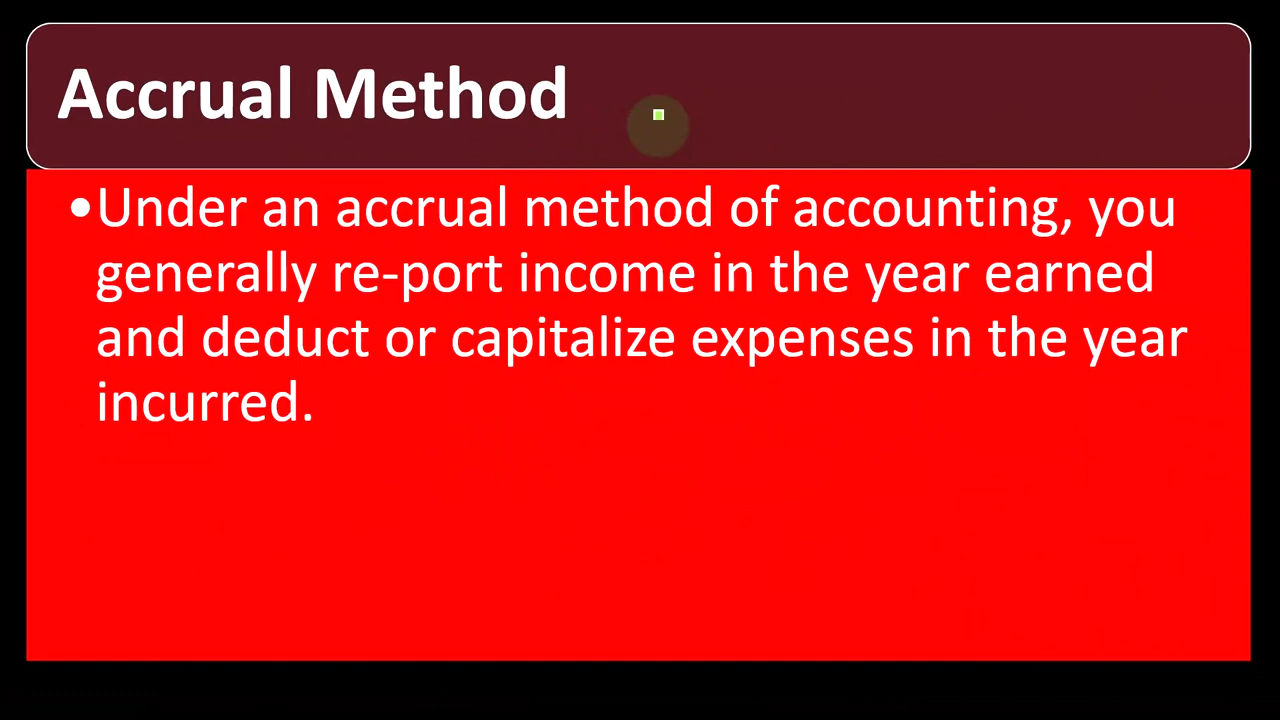 Accrual Method
•Under an accrual method of accounting, you
generally re-port income in the year earned
and deduct or capitalize expenses in the year
incurred.